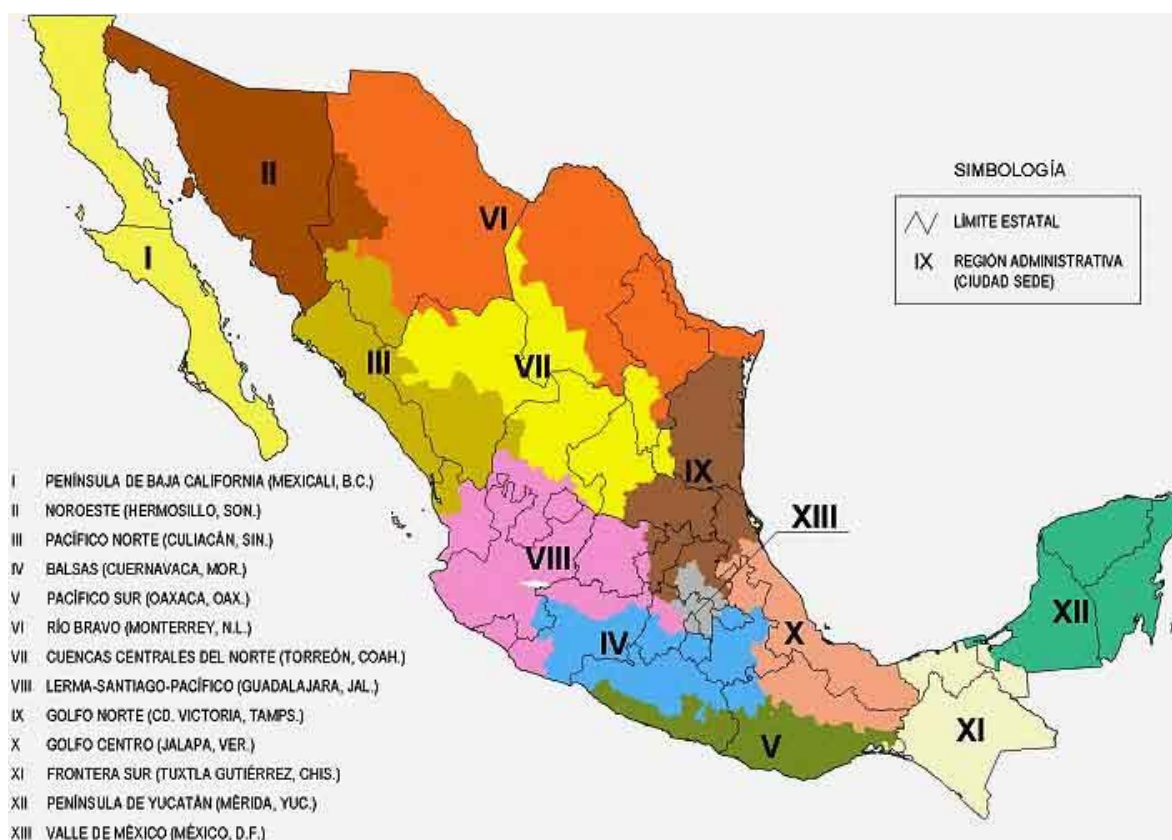 II
VI
I
III
VII
IX
XIII
VIII
XII
IV
X
V
XI
SIMBOLOGÍA
LÍMITE ESTATAL
IX REGIÓN ADMINISTRATIVA
(CIUDAD SEDE)
I PENÍNSULA DE BAJA CALIFORNIA (MEXICALI, B.C.)
II NOROESTE (HERMOSILLO, SON.)
III PACÍFICO NORTE (CULIACÁN, SIN.)
IV BALSAS (CUERNAVACA, MOR.)
V PACÍFICO SUR (OAXACA, OAX.)
VI RÍO BRAVO (MONTERREY, N.L.)
VII CUENCAS CENTRALES DEL NORTE (TORREÓN, COAH.)
VIII LERMA-SANTIAGO-PACÍFICO (GUADALAJARA, JAL.)
IX GOLFO NORTE (CD. VICTORIA, TAMPS.)
X GOLFO CENTRO (JALAPA, VER.)
XI FRONTERA SUR (TUXTLA GUTIÉRREZ, CHIS.)
XII PENÍNSULA DE YUCATÁN (MÉRIDA, YUC.)
XIII VALLE DE MÉXICO (MÉXICO, D.F.)